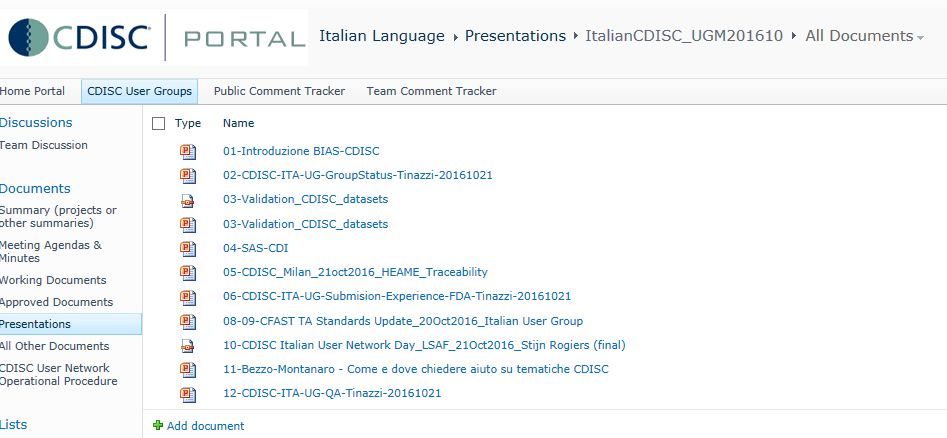 CDISC PORTAL
Italian Language ▸ Presentations ▸ ItalianCDISC_UGM201610 ▸ All Documents
Home Portal CDISC User Groups Public Comment Tracker Team Comment Tracker
Discussions
Team Discussion
Documents
Summary (projects or
other summaries)
Meeting Agendas &
Minutes
Working Documents
Approved Documents
Presentations
All Other Documents
CDISC User Network
Operational Procedure
Lists
Type Name
01-Introduzione BIAS-CDISC
02-CDISC-ITA-UG-GroupStatus-Tinazzi-20161021
03-Validation_CDISC_datasets
03-Validation_CDISC_datasets
04-SAS-CDI
05-CDISC_Milan_21oct2016_HEAME_Traceability
06-CDISC-ITA-UG-Submision-Experience-FDA-Tinazzi-20161021
08-09-CFAST TA Standards Update_20Oct2016_Italian User Group
10-CDISC Italian User Network Day_LSAF_21Oct2016_Stijn Rogiers (final)
11-Bezzo-Montanaro - Come e dove chiedere aiuto su tematiche CDISC
12-CDISC-ITA-UG-QA-Tinazzi-20161021
Add document